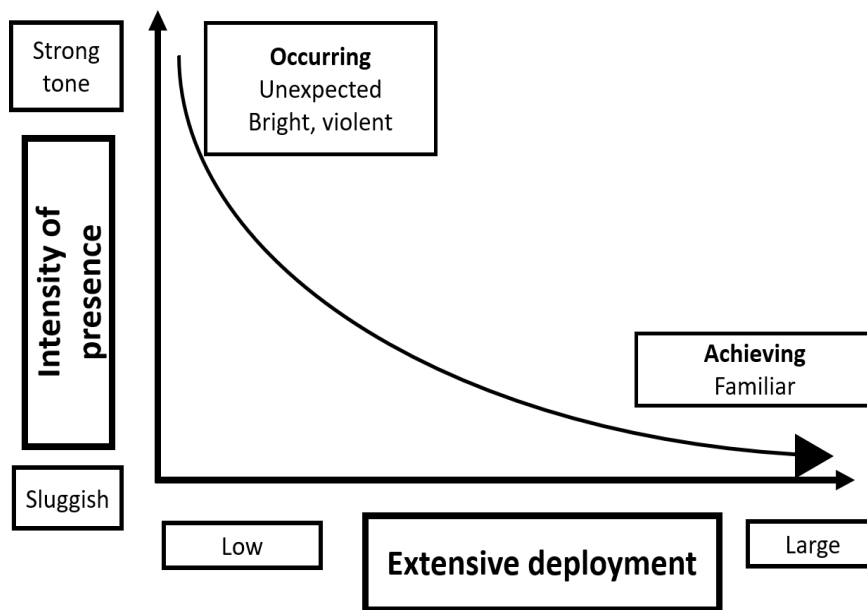 Strong
tone
Occurring
Unexpected
Bright, violent
Intensity of
presence
Achieving
Familiar
Sluggish
Low
Extensive deployment
Large